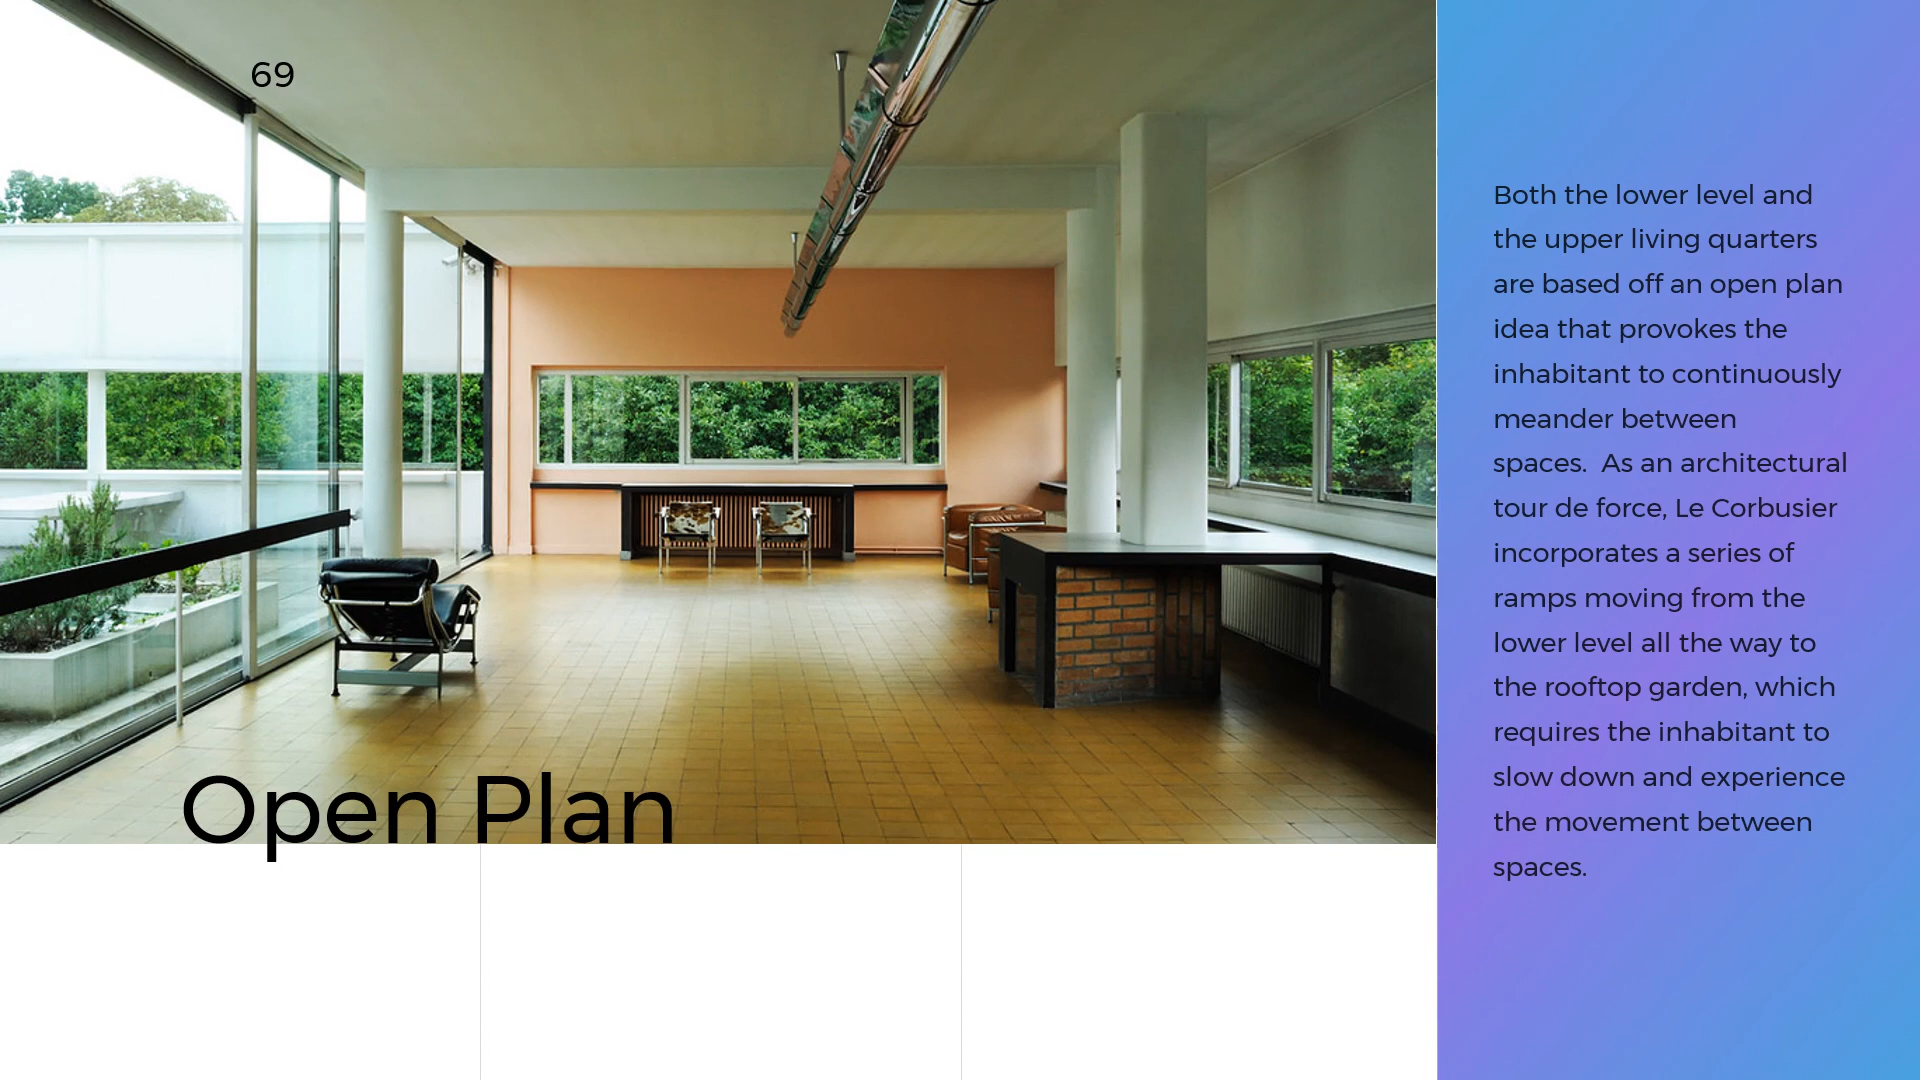 69
Open Plan
Both the lower level and
the upper living quarters
are based off an open plan
idea that provokes the
inhabitant to continuously
meander between
spaces.  As an architectural
tour de force, Le Corbusier
incorporates a series of
ramps moving from the
lower level all the way to
the rooftop garden, which
requires the inhabitant to
slow down and experience
the movement between
spaces.